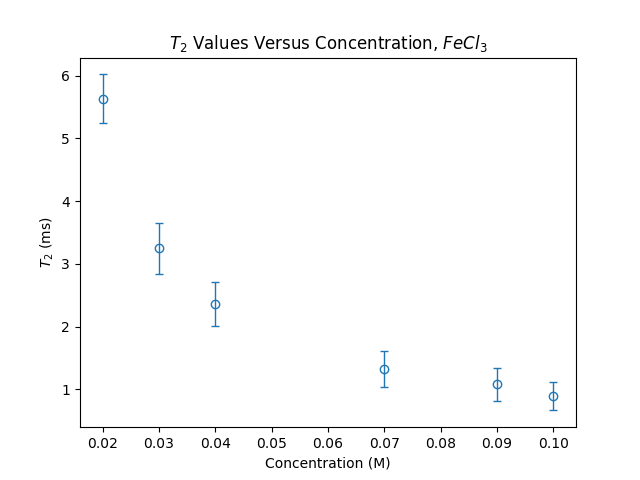 T₂ Values Versus Concentration, FeCl₃
6
5
4
3
2
1
T₂ (ms)
0.02 0.03 0.04 0.05 0.06 0.07 0.08 0.09 0.10
Concentration (M)